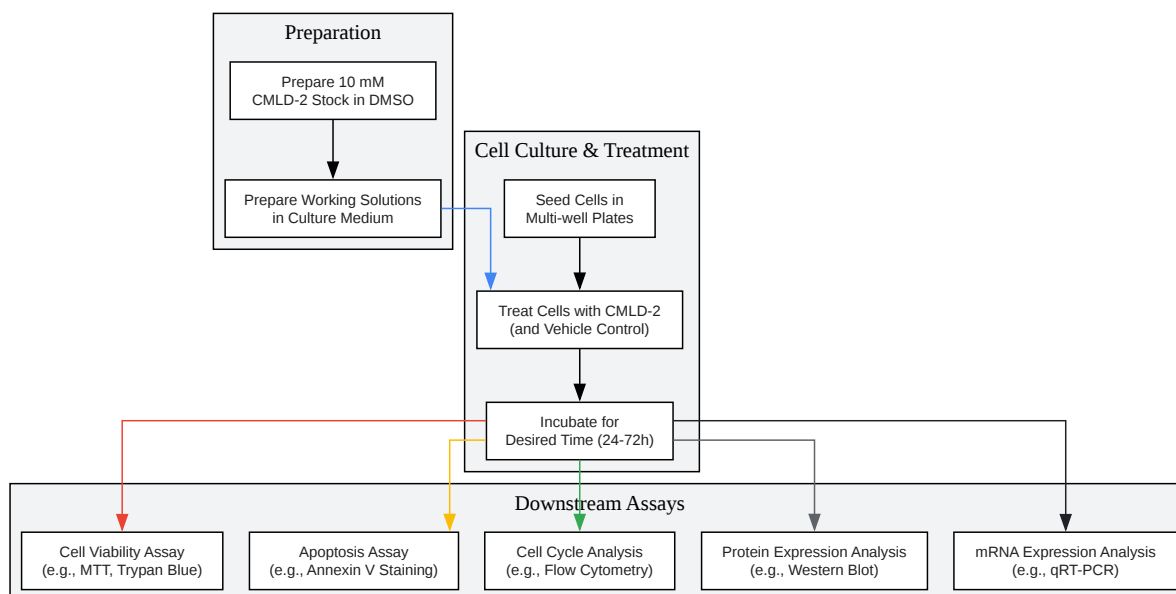 Preparation
Prepare 10 mM
CMLD-2 Stock in DMSO
Prepare Working Solutions
in Culture Medium
Cell Culture & Treatment
Seed Cells in
Multi-well Plates
Treat Cells with CMLD-2
(and Vehicle Control)
Incubate for
Desired Time (24-72h)
Downstream Assays
Cell Viability Assay
(e.g., MTT, Trypan Blue)
Apoptosis Assay
(e.g., Annexin V Staining)
Cell Cycle Analysis
(e.g., Flow Cytometry)
Protein Expression Analysis
(e.g., Western Blot)
mRNA Expression Analysis
(e.g., qRT-PCR)